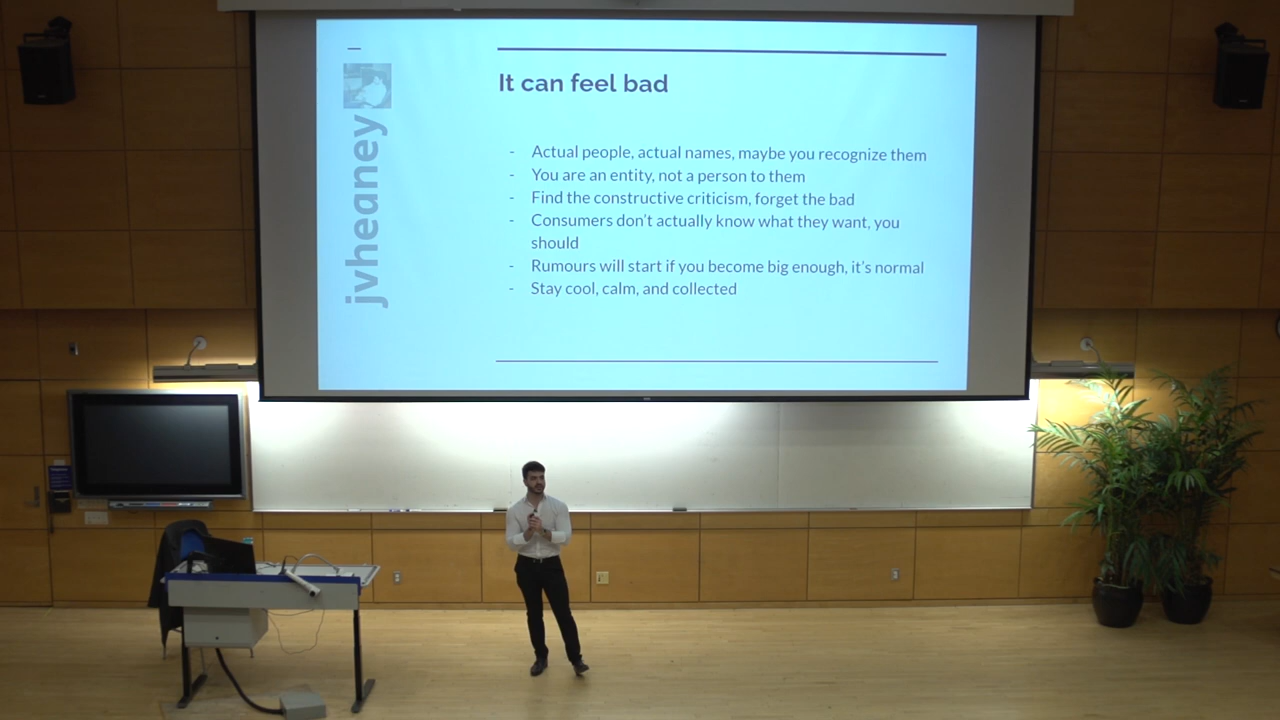 It can feel bad
jvheaney
- Actual people, actual names, maybe you recognize them
- You are an entity, not a person to them
- Find the constructive criticism, forget the bad
- Consumers don't actually know what they want, you
should
- Rumours will start if you become big enough, it's normal
- Stay cool, calm, and collected